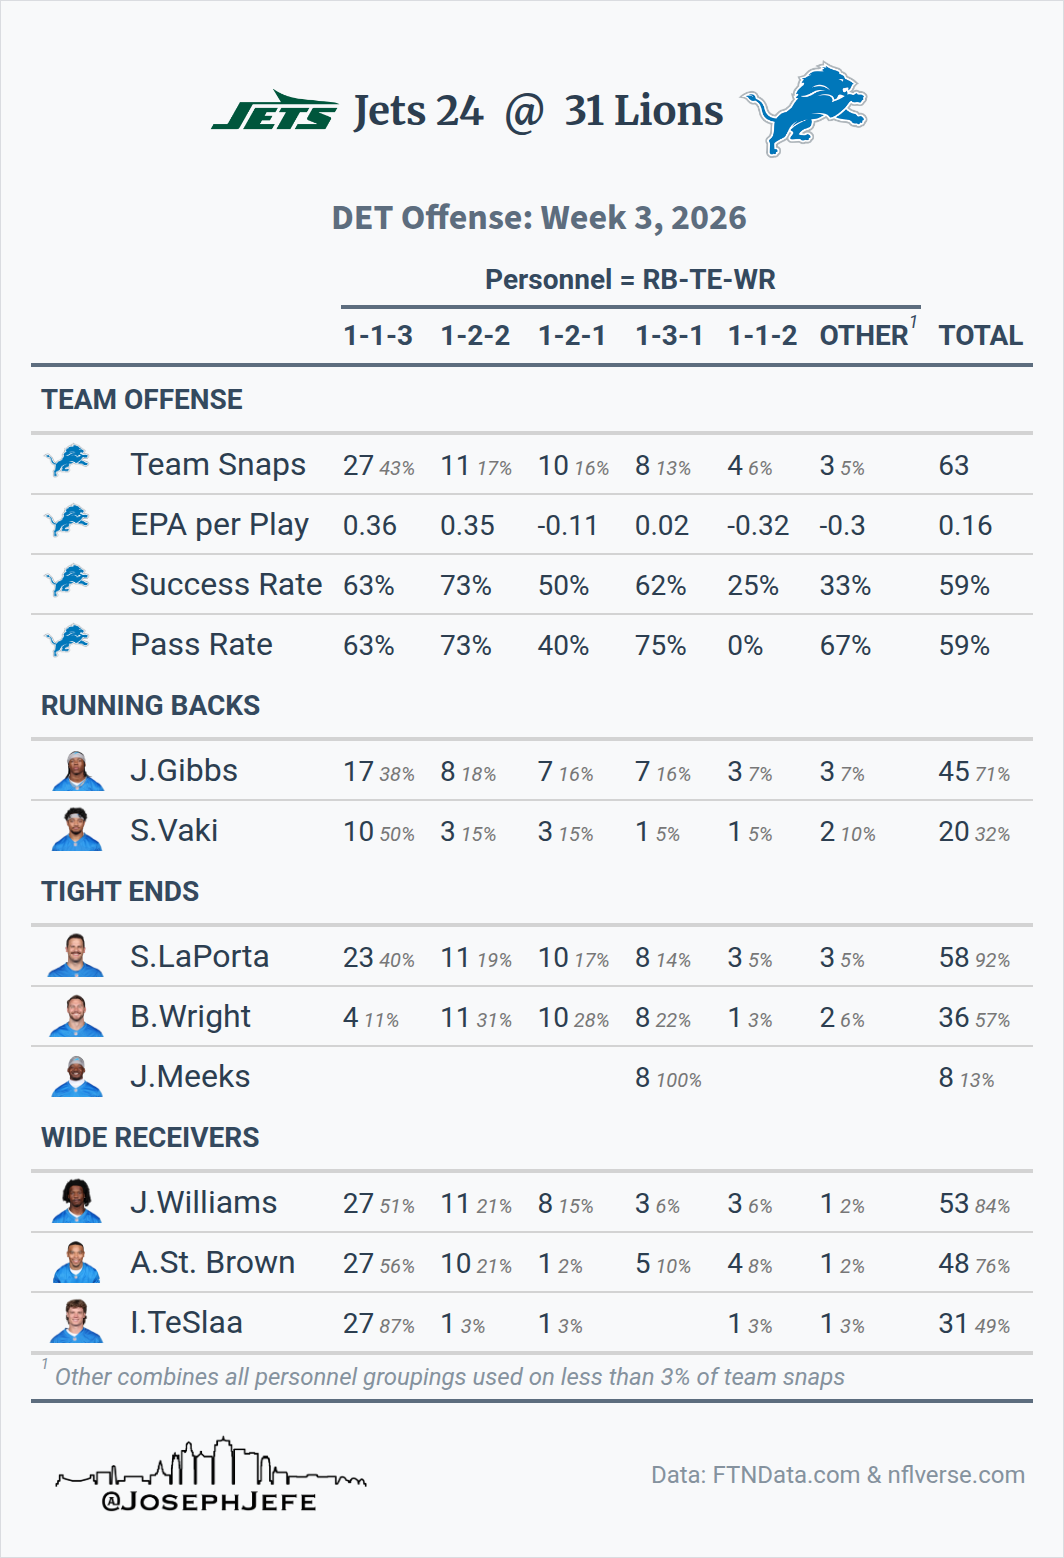 JETS Jets 24 @ 31 Lions
DET Offense: Week 3, 2026
Personnel = RB-TE-WR
1-1-3 1-2-2 1-2-1 1-3-1 1-1-2 OTHER1 TOTAL
TEAM OFFENSE
Team Snaps 27 43% 11 17% 10 16% 8 13% 4 6% 3 5% 63
EPA per Play 0.36 0.35 -0.11 0.02 -0.32 -0.3 0.16
Success Rate 63% 73% 50% 62% 25% 33% 59%
Pass Rate 63% 73% 40% 75% 0% 67% 59%
RUNNING BACKS
J.Gibbs 17 38% 8 18% 7 16% 7 16% 3 7% 3 7% 45 71%
S.Vaki 10 50% 3 15% 3 15% 1 5% 1 5% 2 10% 20 32%
TIGHT ENDS
S.LaPorta 23 40% 11 19% 10 17% 8 14% 3 5% 3 5% 58 92%
B.Wright 4 11% 11 31% 10 28% 8 22% 1 3% 2 6% 36 57%
J.Meeks 8 100% 8 13%
WIDE RECEIVERS
J.Williams 27 51% 11 21% 8 15% 3 6% 3 6% 1 2% 53 84%
A.St. Brown 27 56% 10 21% 1 2% 5 10% 4 8% 1 2% 48 76%
I.TeSlaa 27 87% 1 3% 1 3% 1 3% 1 3% 31 49%
1 Other combines all personnel groupings used on less than 3% of team snaps
@JosephJefe
Data: FTNData.com & nflverse.com